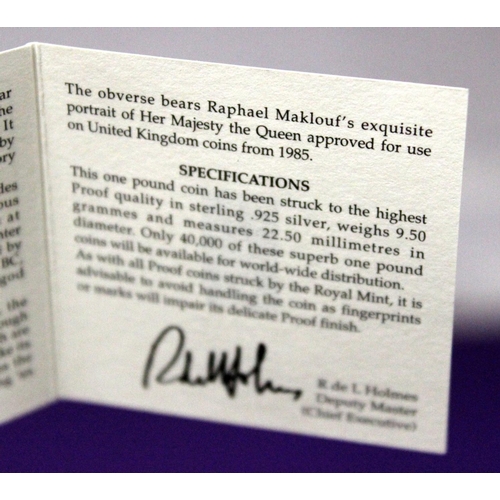 ar
he
It
by
ory
The obverse bears Raphael Maklouf's exquisite
portrait of Her Majesty the Queen approved for use
on United Kingdom coins from 1985.
SPECIFICATIONS
This one pound coin has been struck to the highest
Proof quality in sterling .925 silver, weighs 9.50
grammes and measures 22.50 millimetres in
diameter. Only 40,000 of these superb one pound
coins will be available for world-wide distribution.
As with all Proof coins struck by the Royal Mint, it is
advisable to avoid handling the coin as fingerprints
or marks will impair its delicate Proof finish.
R de L Holmes
Deputy Master
(Chief Executive)